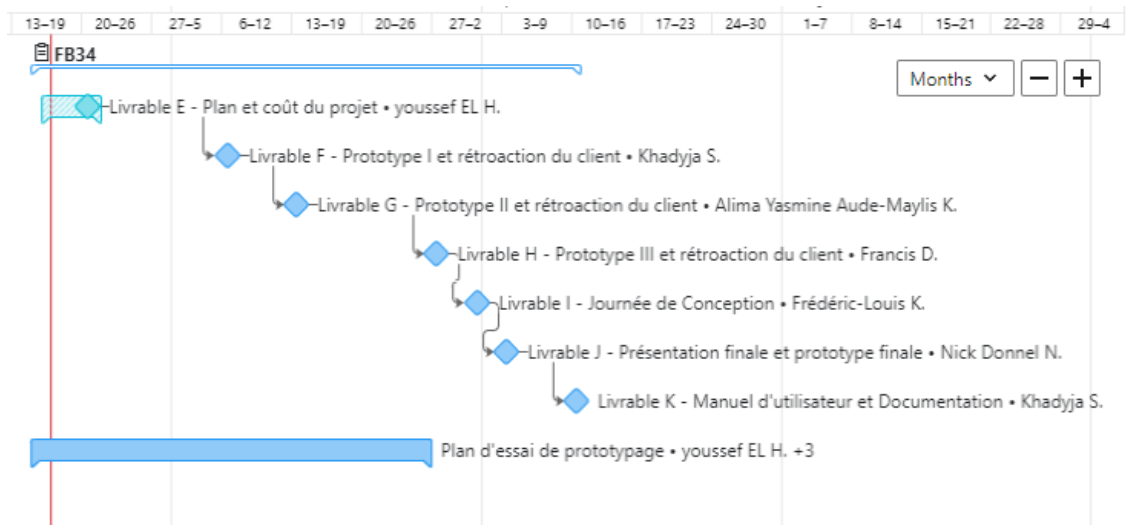 13–19 20–26 27–5 6–12 13–19 20–26 27–2 3–9 10–16 17–23 24–30 1–7 8–14 15–21 22–28 29–4
FB34
Months
Livrable E - Plan et coût du projet • youssef EL H.
Livrable F - Prototype I et rétroaction du client • Khadyja S.
Livrable G - Prototype II et rétroaction du client • Alima Yasmine Aude-Maylis K.
Livrable H - Prototype III et rétroaction du client • Francis D.
Livrable I - Journée de Conception • Frédéric-Louis K.
Livrable J - Présentation finale et prototype finale • Nick Donnel N.
Livrable K - Manuel d'utilisateur et Documentation • Khadyja S.
Plan d'essai de prototypage • youssef EL H. +3